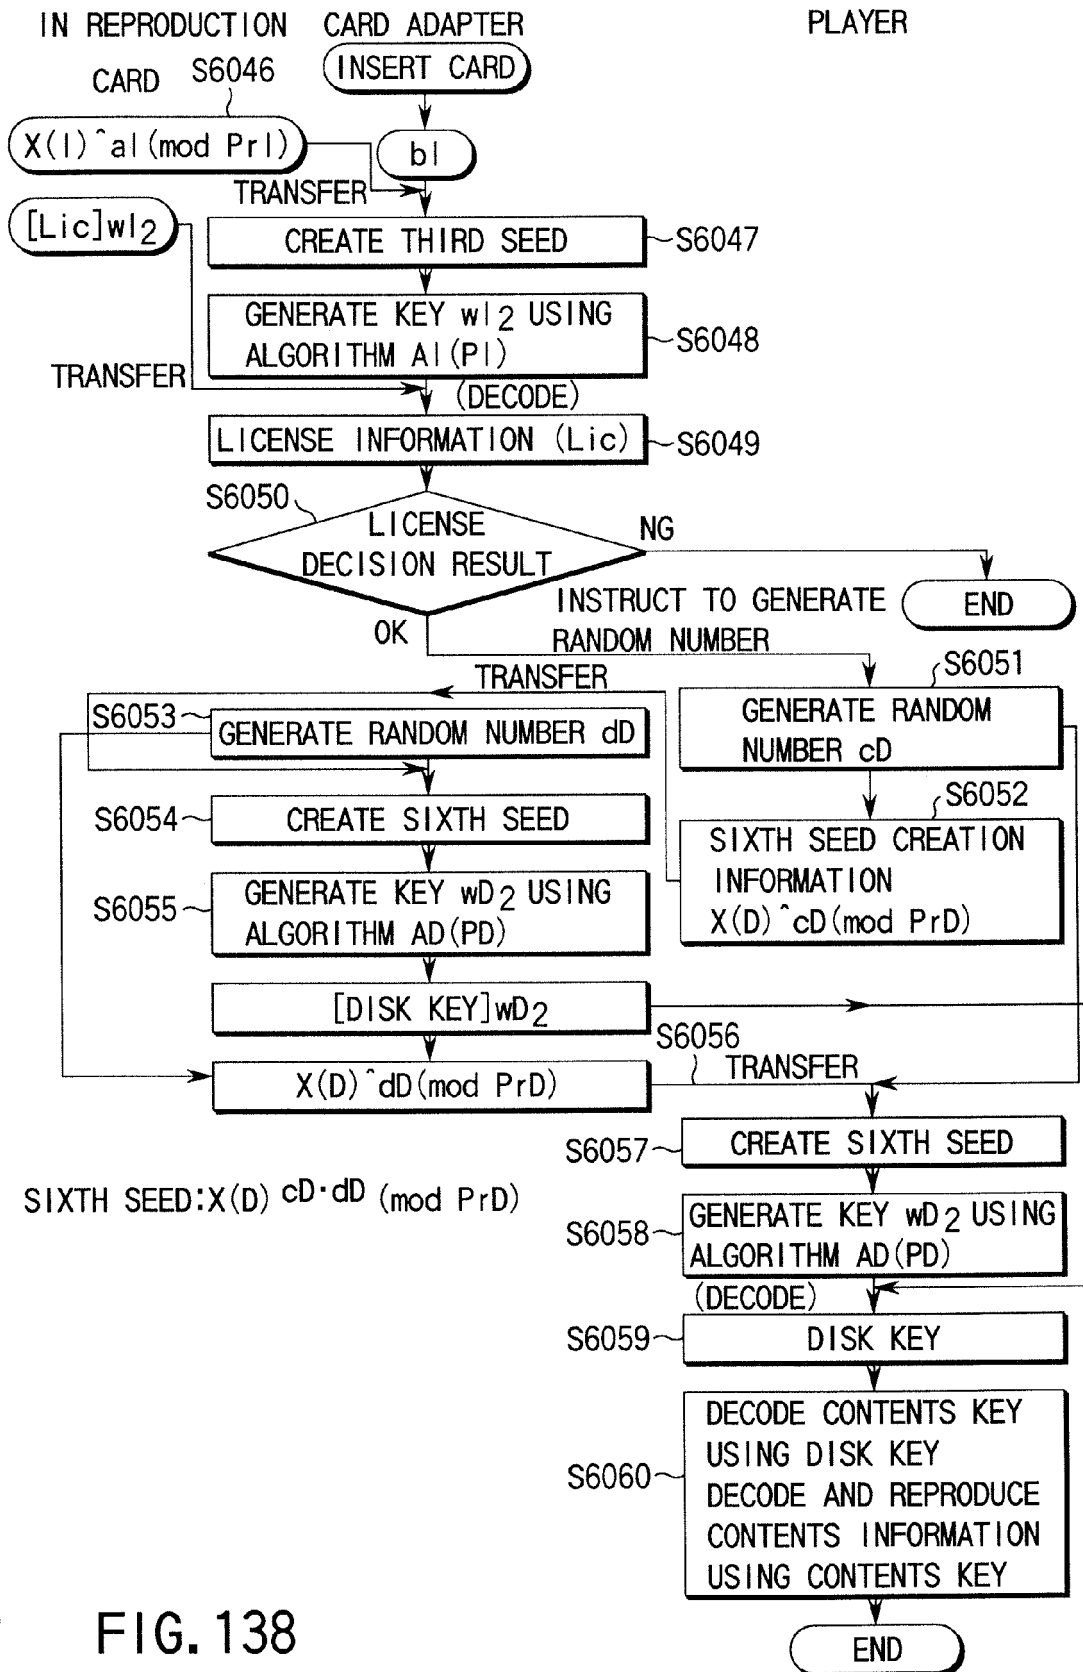 IN REPRODUCTION
CARD ADAPTER
PLAYER
CARD
S6046
INSERT CARD
X(I)^aI(mod PrI)
bI
TRANSFER
[Lic]wI2
CREATE THIRD SEED
S6047
GENERATE KEY wI2 USING
ALGORITHM AI(PI)
S6048
TRANSFER
(DECODE)
LICENSE INFORMATION (Lic)
S6049
S6050
LICENSE
DECISION RESULT
NG
END
OK
INSTRUCT TO GENERATE
RANDOM NUMBER
TRANSFER
S6051
GENERATE RANDOM
NUMBER cD
S6053
GENERATE RANDOM NUMBER dD
S6052
SIXTH SEED CREATION
INFORMATION
X(D)^cD(mod PrD)
S6054
CREATE SIXTH SEED
S6055
GENERATE KEY wD2 USING
ALGORITHM AD(PD)
[DISK KEY]wD2
S6056
TRANSFER
X(D)^dD(mod PrD)
S6057
CREATE SIXTH SEED
SIXTH SEED:X(D) cD·dD (mod PrD)
S6058
GENERATE KEY wD2 USING
ALGORITHM AD(PD)
(DECODE)
S6059
DISK KEY
S6060
DECODE CONTENTS KEY
USING DISK KEY
DECODE AND REPRODUCE
CONTENTS INFORMATION
USING CONTENTS KEY
END
FIG. 138